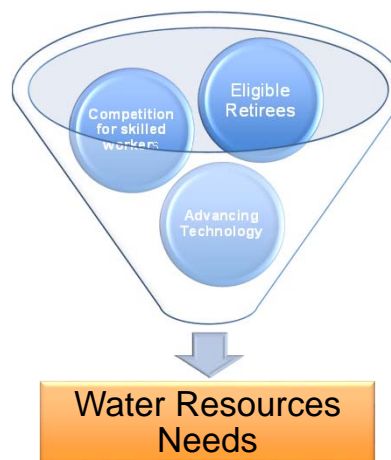 Eligible
Retirees
Competition
for skilled
workers
Advancing
Technology
Water Resources
Needs